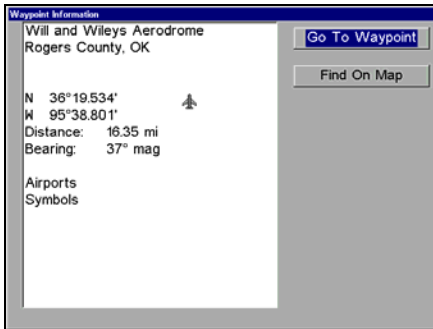 Waypoint Information
Will and Wileys Aerodrome
Rogers County, OK
Go To Waypoint
Find On Map
N 36°19.534'
W 95°38.801'
Distance: 16.35 mi
Bearing: 37° mag
Airports
Symbols